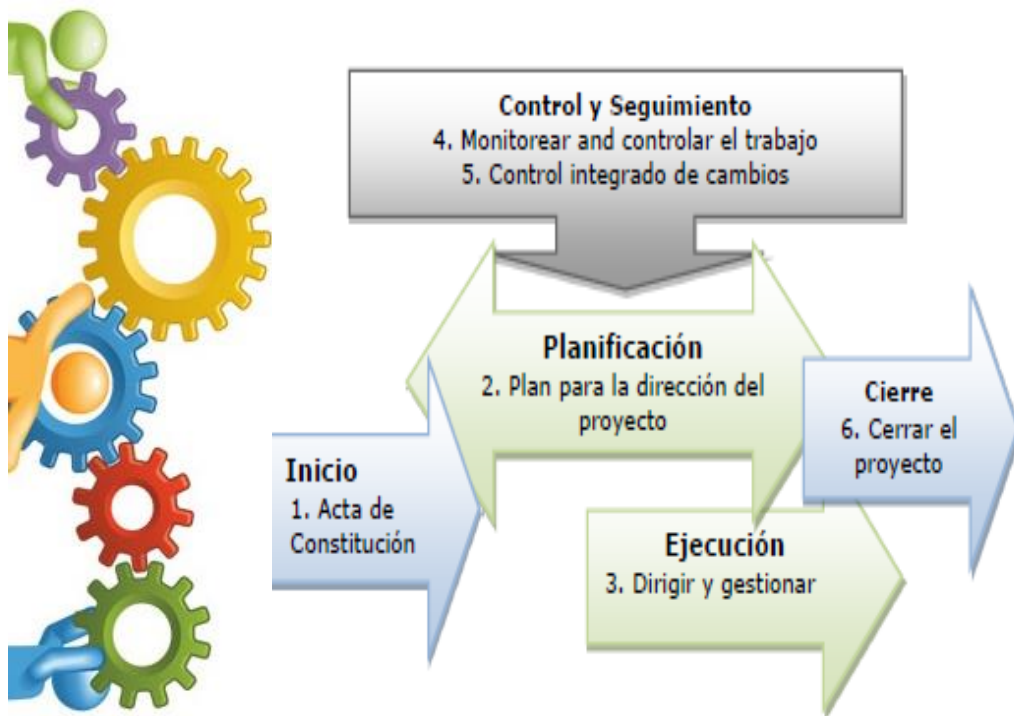 Control y Seguimiento
4. Monitorear and controlar el trabajo
5. Control integrado de cambios
Planificación
2. Plan para la dirección del
proyecto
Cierre
6. Cerrar el
proyecto
Inicio
1. Acta de
Constitución
Ejecución
3. Dirigir y gestionar